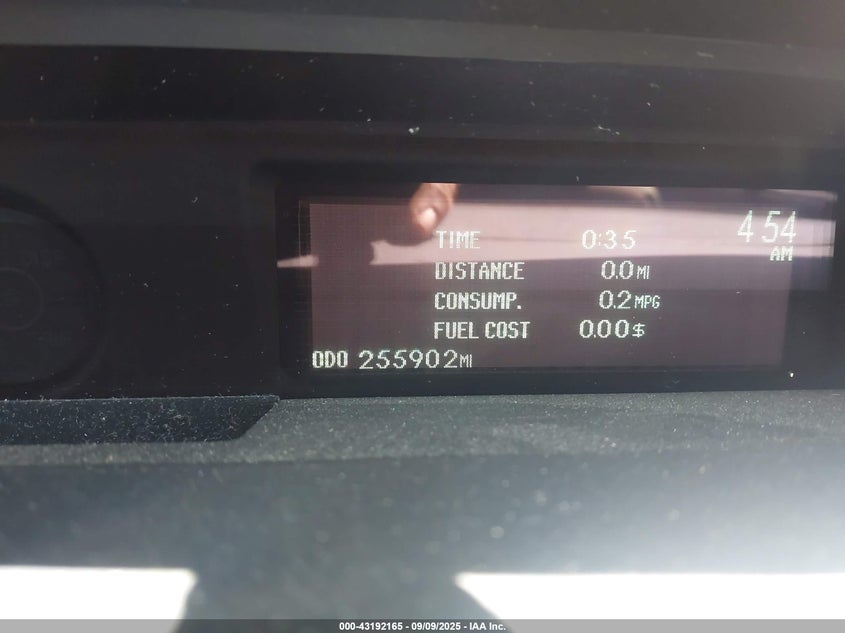 TIME 0:35
4:54
AM
DISTANCE 0.0 MI
CONSUMP. 0.2 MPG
FUEL COST 0.00 $
ODO 255902 MI
000-43192165 - 09/09/2025 - IAA Inc.